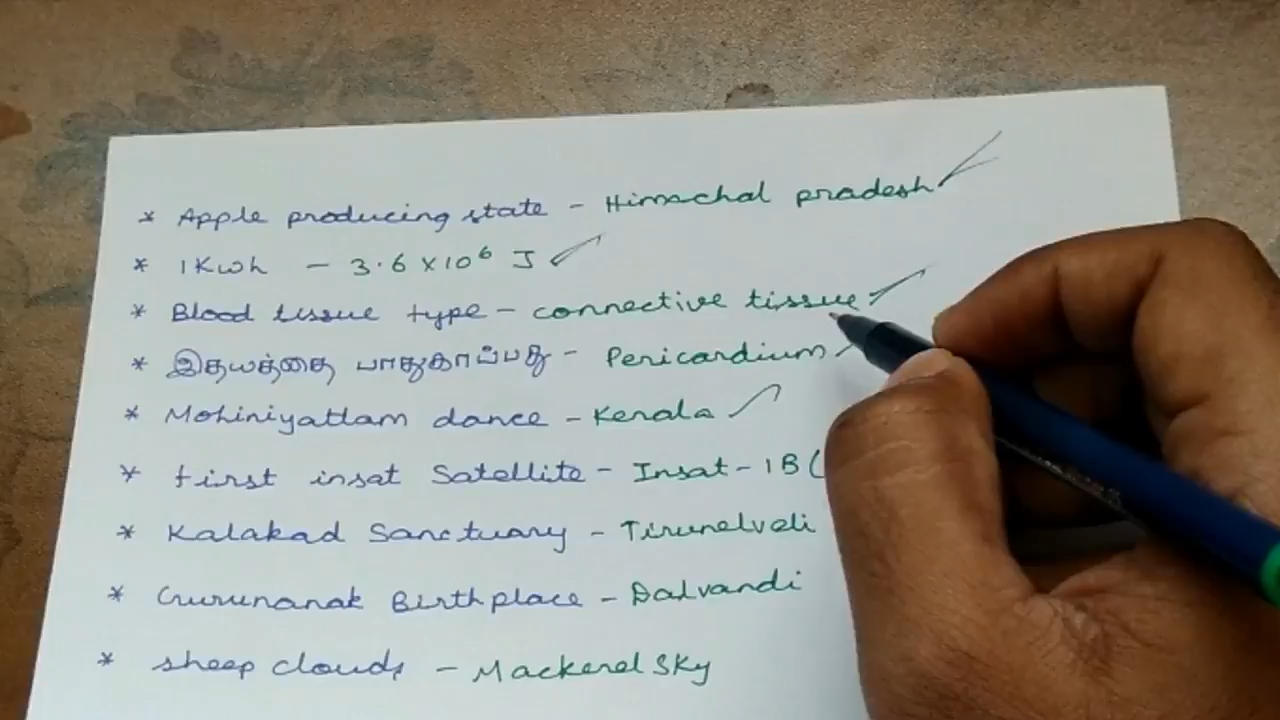 * Apple producing state - Himachal pradesh
* 1Kwh - 3.6 x 10⁶ J
* Blood tissue type - connective tissue
* இதயத்தை பாதுகாப்பது - Pericardium
* Mohiniyattam dance - Kerala
* first insat Satellite - Insat - 1B (
* Kalakad Sanctuary - Tirunelveli
* Gurunanak Birthplace - Dalvandi
* sheep clouds - Mackerel Sky